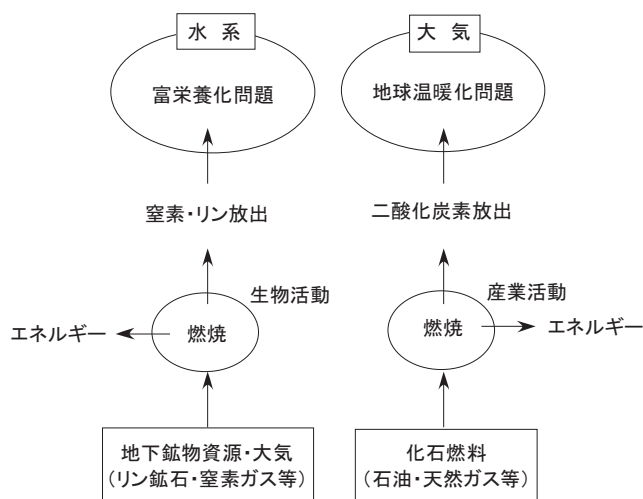 水 系
富栄養化問題
窒素・リン放出
生物活動
エネルギー
燃焼
地下鉱物資源・大気
(リン鉱石・窒素ガス等)
大 気
地球温暖化問題
二酸化炭素放出
産業活動
燃焼
エネルギー
化石燃料
(石油・天然ガス等)